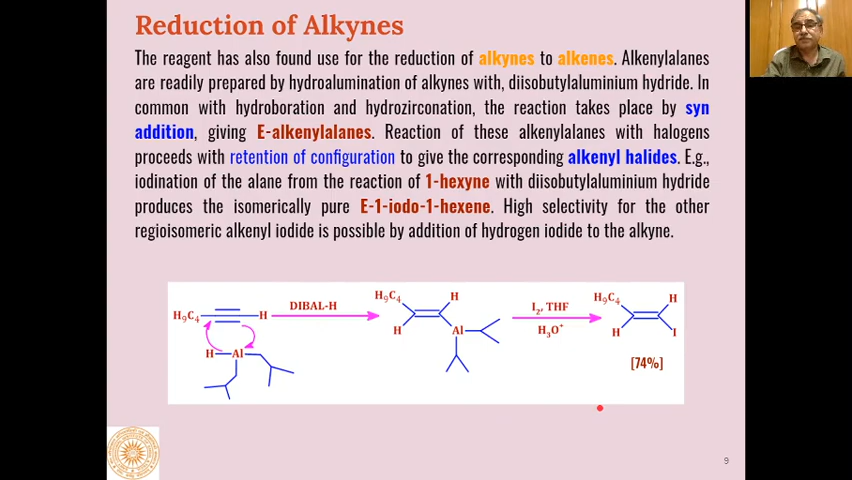 Reduction of Alkynes
The reagent has also found use for the reduction of alkynes to alkenes. Alkenylalanes
are readily prepared by hydroalumination of alkynes with, diisobutylaluminium hydride. In
common with hydroboration and hydrozirconation, the reaction takes place by syn
addition, giving E-alkenylalanes. Reaction of these alkenylalanes with halogens
proceeds with retention of configuration to give the corresponding alkenyl halides. E.g.,
iodination of the alane from the reaction of 1-hexyne with diisobutylaluminium hydride
produces the isomerically pure E-1-iodo-1-hexene. High selectivity for the other
regioisomeric alkenyl iodide is possible by addition of hydrogen iodide to the alkyne.
H₉C₄ H
H Al
DIBAL-H
H₉C₄ H
H Al
I₂, THF
H₃O⁺
H₉C₄ H
H I
[74%]
9